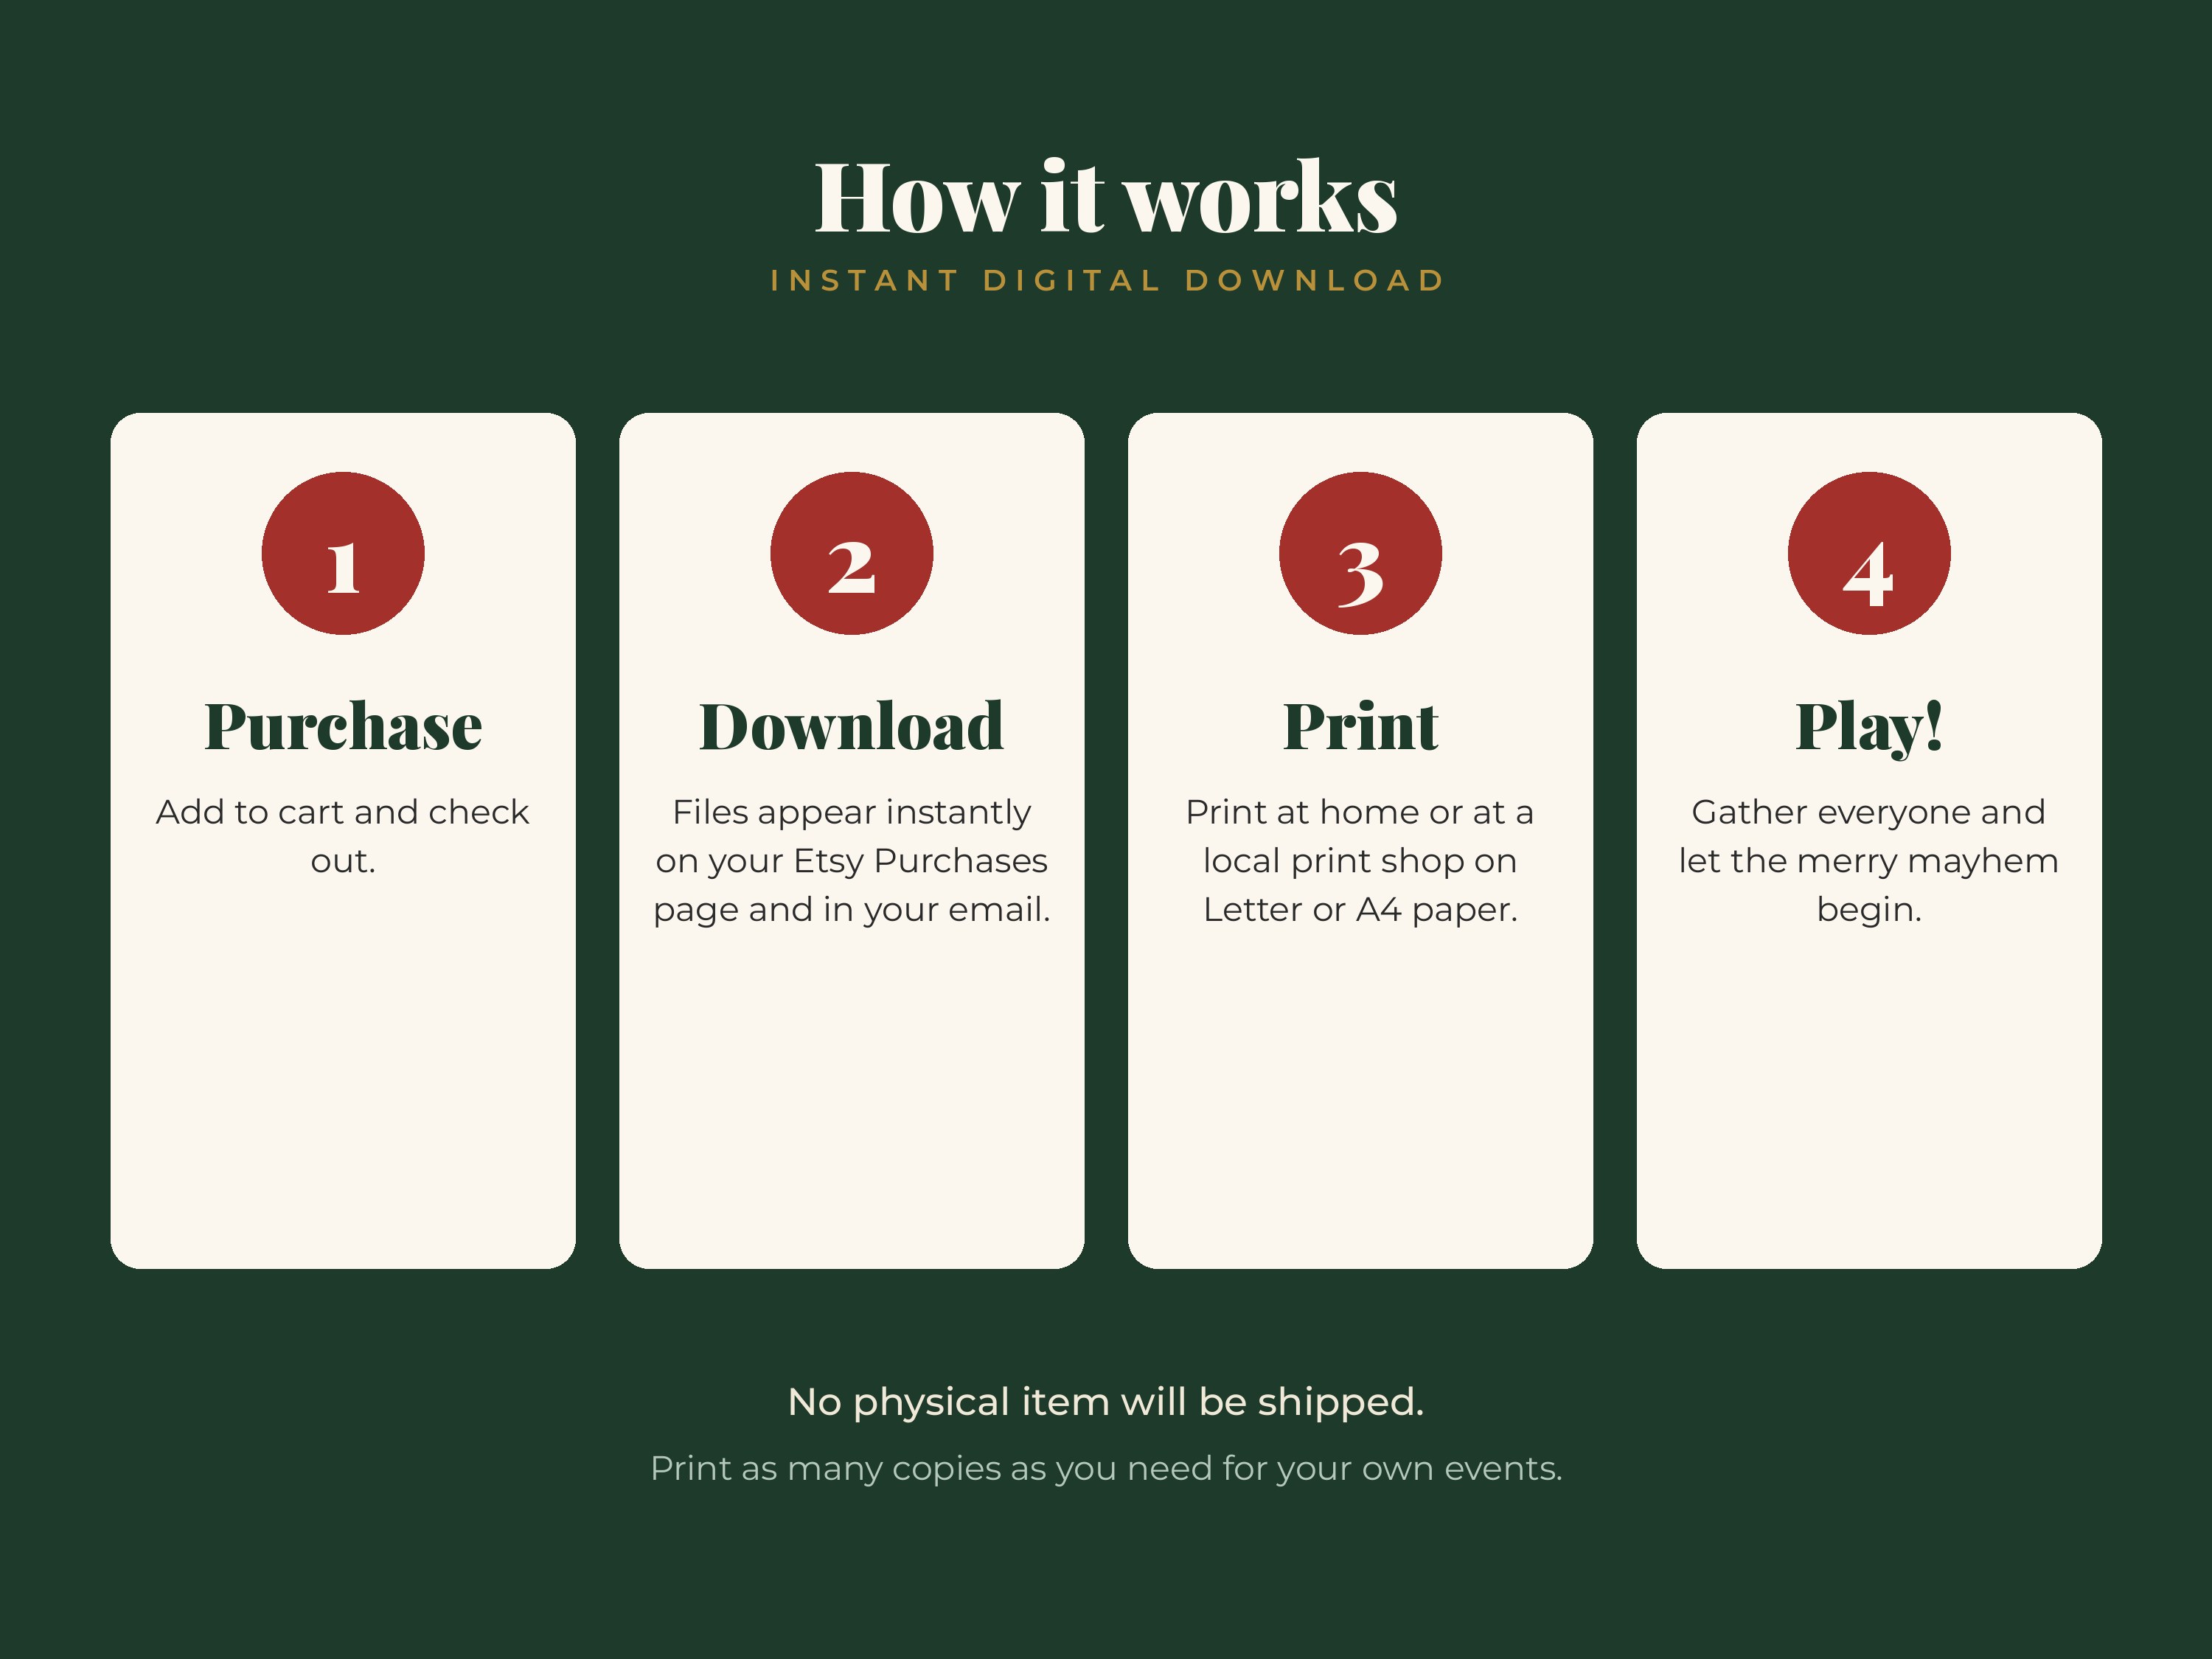 How it works
INSTANT DIGITAL DOWNLOAD
1
Purchase
Add to cart and check
out.
2
Download
Files appear instantly
on your Etsy Purchases
page and in your email.
3
Print
Print at home or at a
local print shop on
Letter or A4 paper.
4
Play!
Gather everyone and
let the merry mayhem
begin.
No physical item will be shipped.
Print as many copies as you need for your own events.